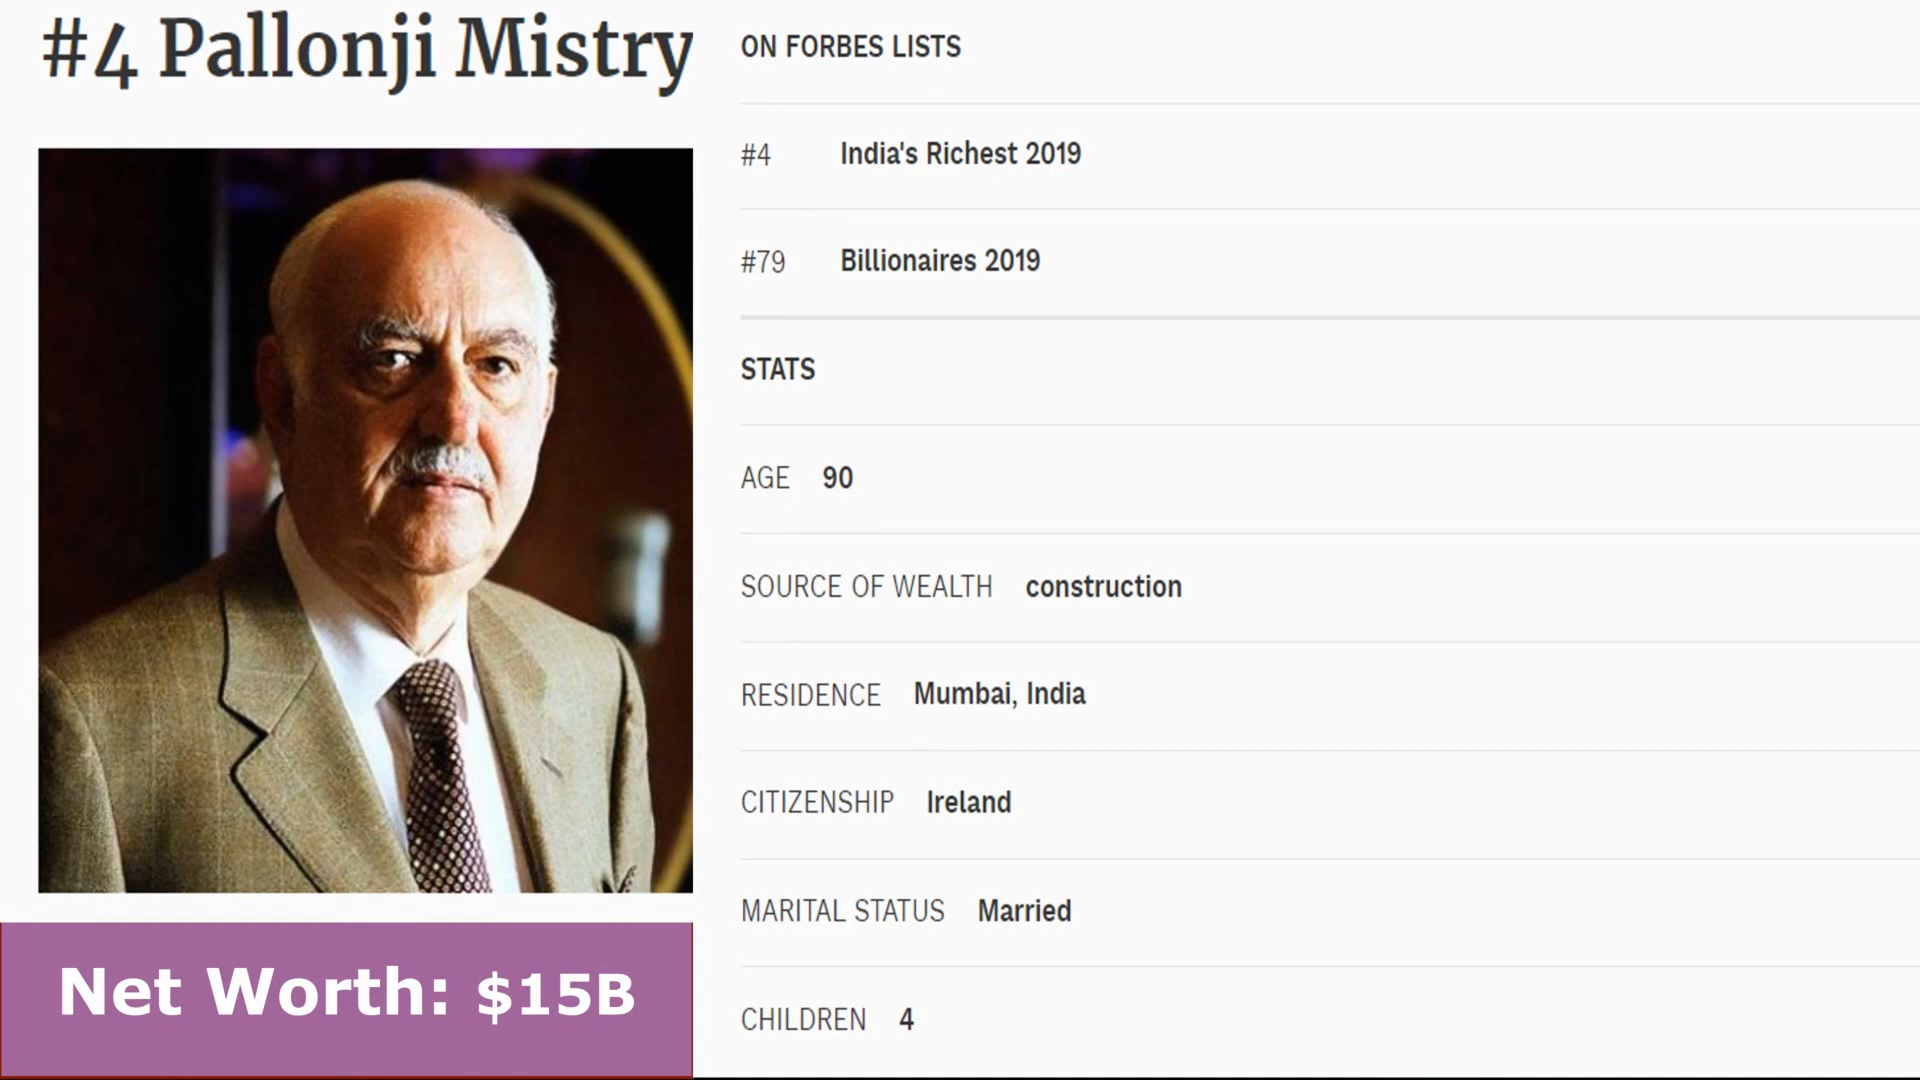 #4 Pallonji Mistry
Net Worth: $15B
ON FORBES LISTS
#4 India's Richest 2019
#79 Billionaires 2019
STATS
AGE 90
SOURCE OF WEALTH construction
RESIDENCE Mumbai, India
CITIZENSHIP Ireland
MARITAL STATUS Married
CHILDREN 4